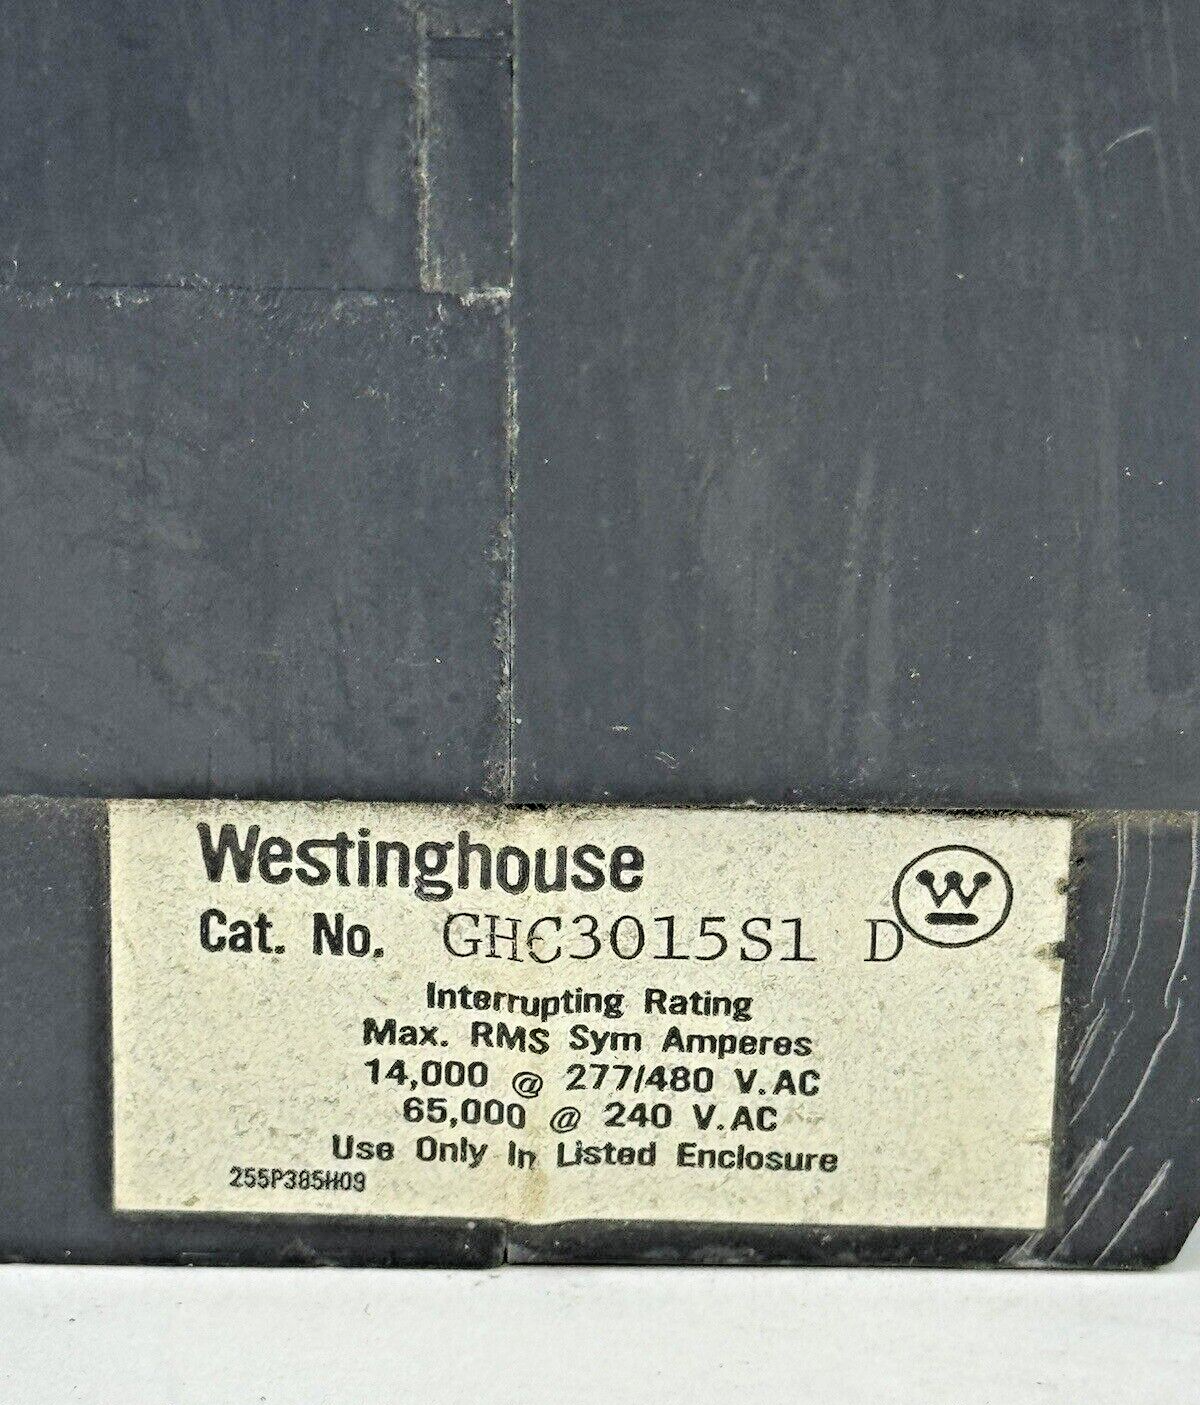 Westinghouse
W
Cat. No. GHC3015S1 D
Interrupting Rating
Max. RMS Sym Amperes
14,000 @ 277/480 V.AC
65,000 @ 240 V.AC
Use Only In Listed Enclosure
255P385H09